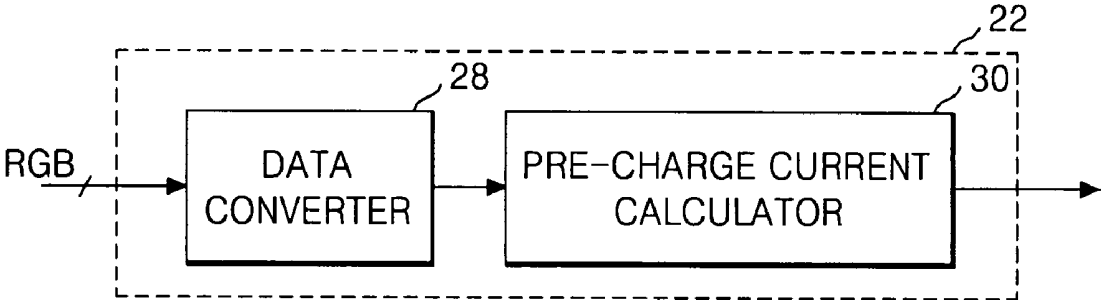 22
28
30
RGB
DATA
CONVERTER
PRE-CHARGE CURRENT
CALCULATOR